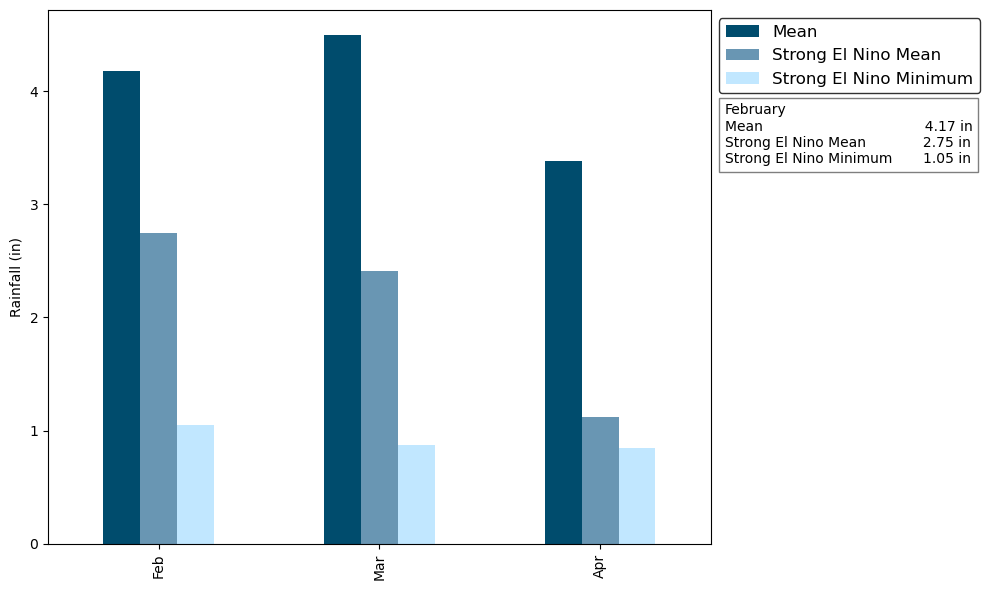 Mean
Strong El Nino Mean
Strong El Nino Minimum
February
Mean 4.17 in
Strong El Nino Mean 2.75 in
Strong El Nino Minimum 1.05 in
Rainfall (in)
4
3
2
1
0
Feb
Mar
Apr